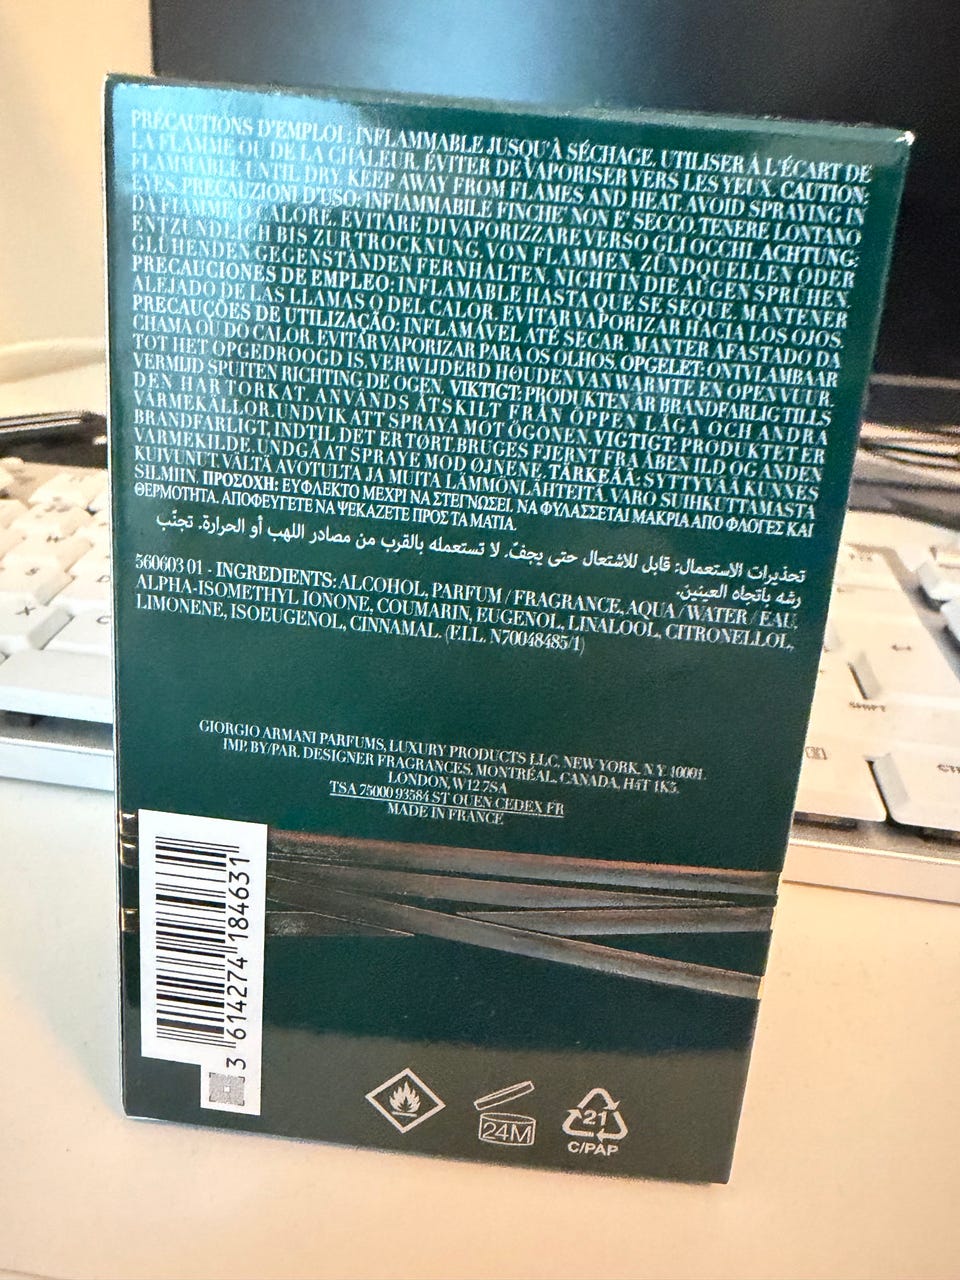 PRÉCAUTIONS D'EMPLOI : INFLAMMABLE JUSQU'À SÉCHAGE. UTILISER À L'ÉCART DE
LA FLAMME OU DE LA CHALEUR. ÉVITER DE VAPORISER VERS LES YEUX. CAUTION:
FLAMMABLE UNTIL DRY. KEEP AWAY FROM FLAMES AND HEAT. AVOID SPRAYING IN
EYES. PRECAUZIONI D'USO: INFIAMMABILE FINCHE' NON E' SECCO. TENERE LONTANO
DA FIAMME O CALORE. EVITARE DI VAPORIZZARE VERSO GLI OCCHI. ACHTUNG:
ENTZÜNDLICH BIS ZUR TROCKNUNG. VON FLAMMEN, ZÜNDQUELLEN ODER
GLÜHENDEN GEGENSTÄNDEN FERNHALTEN. NICHT IN DIE AUGEN SPRÜHEN.
PRECAUCIONES DE EMPLEO: INFLAMABLE HASTA QUE SE SEQUE. MANTENER
ALEJADO DE LAS LLAMAS O DEL CALOR. EVITAR VAPORIZAR HACIA LOS OJOS.
PRECAUÇÕES DE UTILIZAÇÃO: INFLAMÁVEL ATÉ SECAR. MANTER AFASTADO DA
CHAMA OU DO CALOR. EVITAR VAPORIZAR PARA OS OLHOS. OPGELET: ONTVLAMBAAR
TOT HET OPGEDROOGD IS. VERWIJDERD HOUDEN VAN WARMTE EN OPEN VUUR.
VERMIJD SPUITEN RICHTING DE OGEN. VIKTIGT: PRODUKTEN ÄR BRANDFARLIG TILLS
DEN HAR TORKAT. ANVÄNDS ÅTSKILT FRÅN ÖPPEN LÅGA OCH ANDRA
VÄRMEKÄLLOR. UNDVIK ATT SPRAYA MOT ÖGONEN. VIGTIGT: PRODUKTET ER
BRANDFARLIGT, INDTIL DET ER TØRT BRUGES FJERNT FRA ÅBEN ILD OG ANDEN
VARMEKILDE. UNDGÅ AT SPRAYE MOD ØJNENE. TÄRKEÄÄ: SYTTYVÄÄ KUNNES
KUIVUNUT. VÄLTÄ AVOTULTA JA MUITA LÄMMÖNLÄHTEITÄ. VARO SUIHKUTTAMASTA
SILMIIN. ΠΡΟΣΟΧΗ: ΕΥΦΛΕΚΤΟ ΜΕΧΡΙ ΝΑ ΣΤΕΓΝΩΣΕΙ. ΝΑ ΦΥΛΑΣΣΕΤΑΙ ΜΑΚΡΙΑ ΑΠΟ ΦΛΟΓΕΣ ΚΑΙ
ΘΕΡΜΟΤΗΤΑ. ΑΠΟΦΕΥΓΕΤΕ ΝΑ ΨΕΚΑΖΕΤΕ ΠΡΟΣ ΤΑ ΜΑΤΙΑ.
تحذيرات الاستعمال: قابل للاشتعال حتى يجفّ. لا تستعمله بالقرب من مصادر اللهب أو الحرارة. تجنّب
رشه باتجاه العينين.
560603 01 - INGREDIENTS: ALCOHOL, PARFUM / FRAGRANCE, AQUA / WATER / EAU,
ALPHA-ISOMETHYL IONONE, COUMARIN, EUGENOL, LINALOOL, CITRONELLOL,
LIMONENE, ISOEUGENOL, CINNAMAL. (F.I.L. N70048485/1)
GIORGIO ARMANI PARFUMS, LUXURY PRODUCTS LLC, NEW YORK, N.Y. 10001.
IMP. BY/PAR. DESIGNER FRAGRANCES, MONTRÉAL, CANADA, H4T 1K5.
LONDON, W12 7SA
TSA 75000 93584 ST OUEN CEDEX FR
MADE IN FRANCE
3 614274 184631
24M
21
C/PAP
SHIFT
X